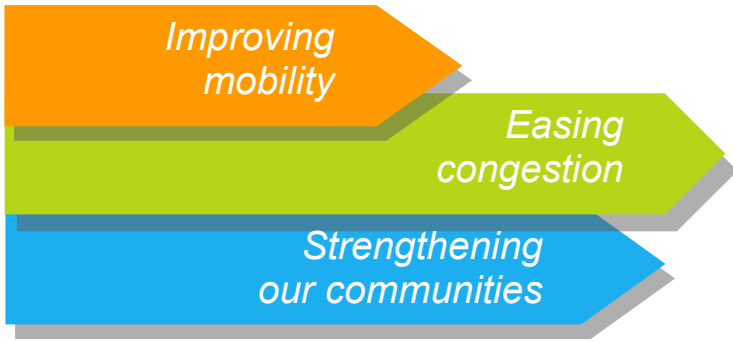 Improving
mobility
Easing
congestion
Strengthening
our communities